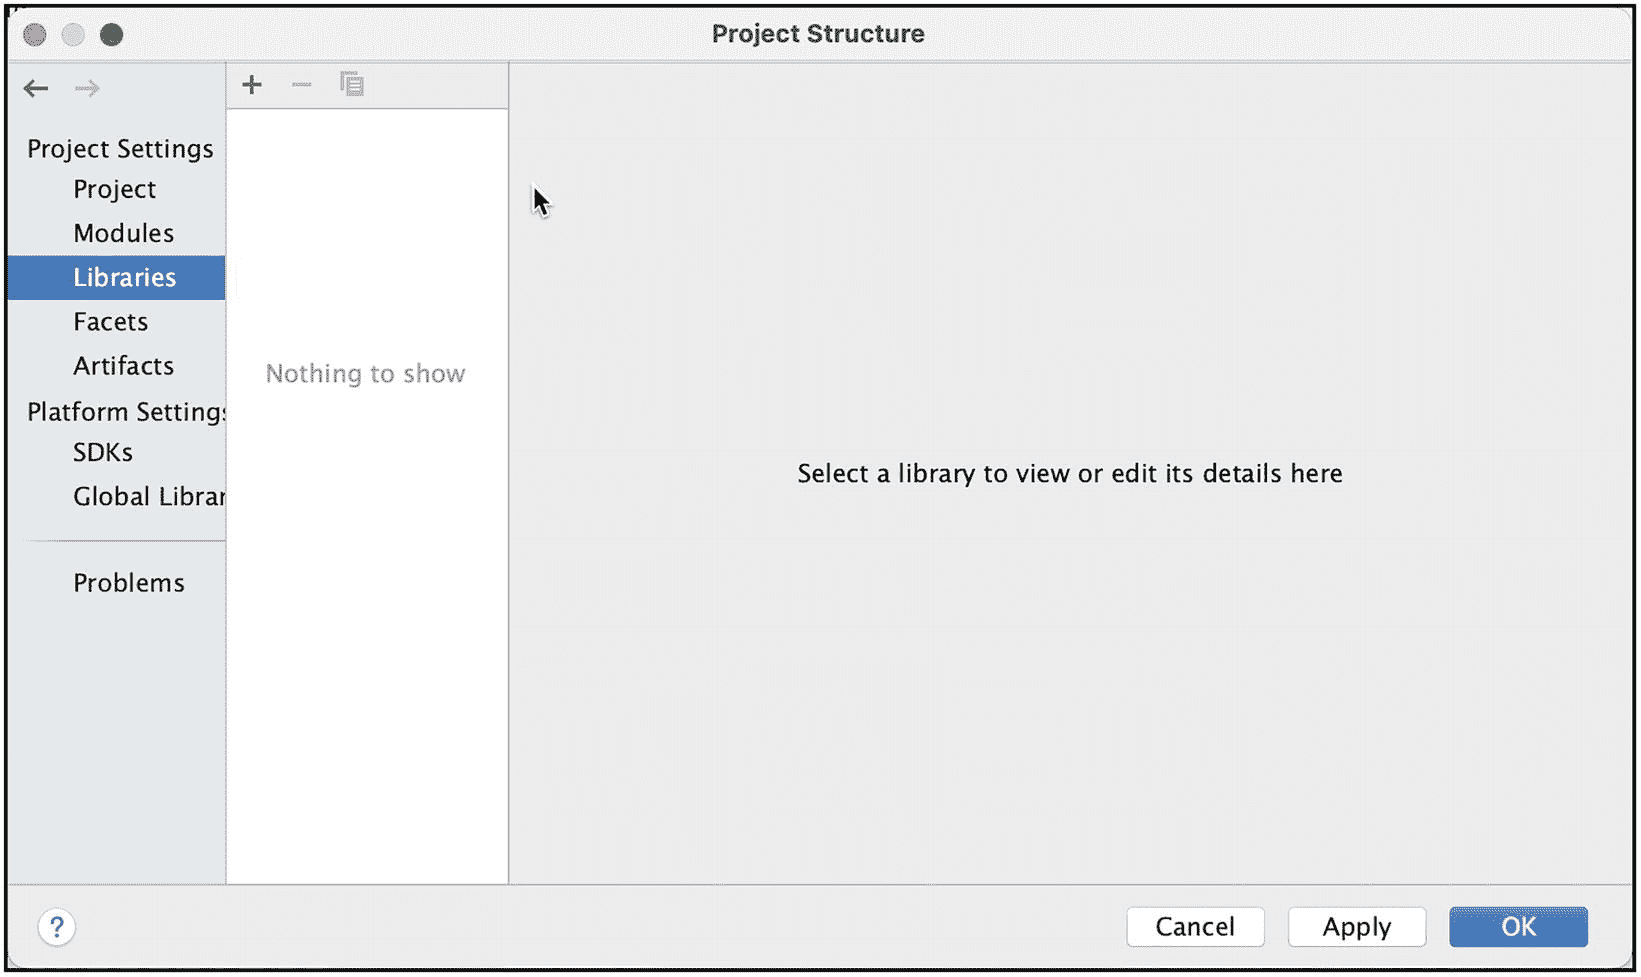 Project Structure
Project Settings
Project
Modules
Libraries
Facets
Artifacts
Platform Settings
SDKs
Global Librar
Problems
Nothing to show
Select a library to view or edit its details here
?
Cancel
Apply
OK